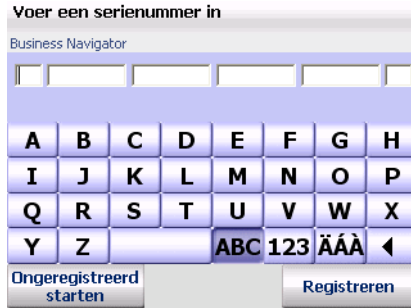 Voer een serienummer in
Business Navigator
A B C D E F G H
I J K L M N O P
Q R S T U V W X
Y Z ABC 123 ÄÁÀ
Ongeregistreerd
starten
Registreren